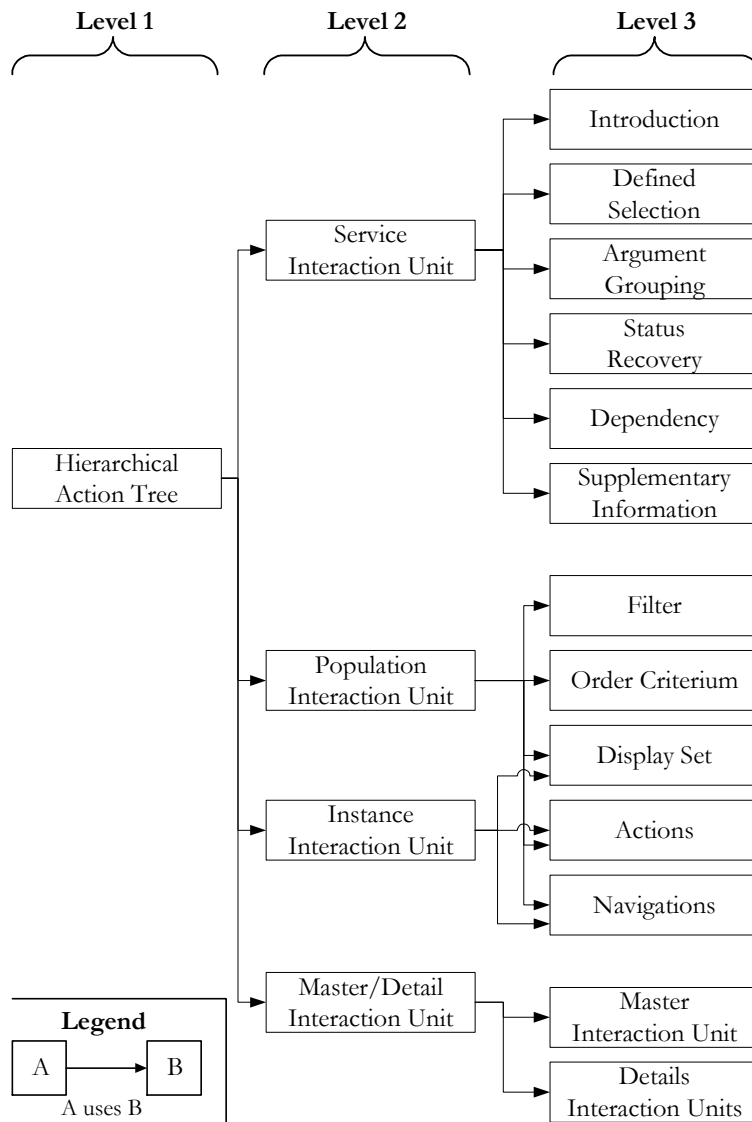 Level 1
Level 2
Level 3
Introduction
Defined
Selection
Service
Interaction Unit
Argument
Grouping
Status
Recovery
Dependency
Hierarchical
Action Tree
Supplementary
Information
Filter
Population
Interaction Unit
Order Criterium
Display Set
Instance
Interaction Unit
Actions
Navigations
Master/Detail
Interaction Unit
Master
Interaction Unit
Details
Interaction Units
Legend
A
B
A uses B